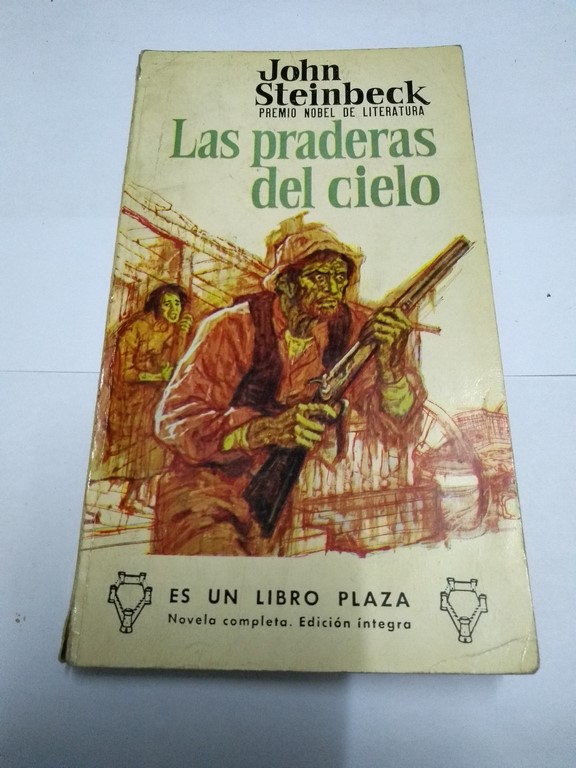 John
Steinbeck
PREMIO NOBEL DE LITERATURA
Las praderas
del cielo
ES UN LIBRO PLAZA
Novela completa. Edición íntegra